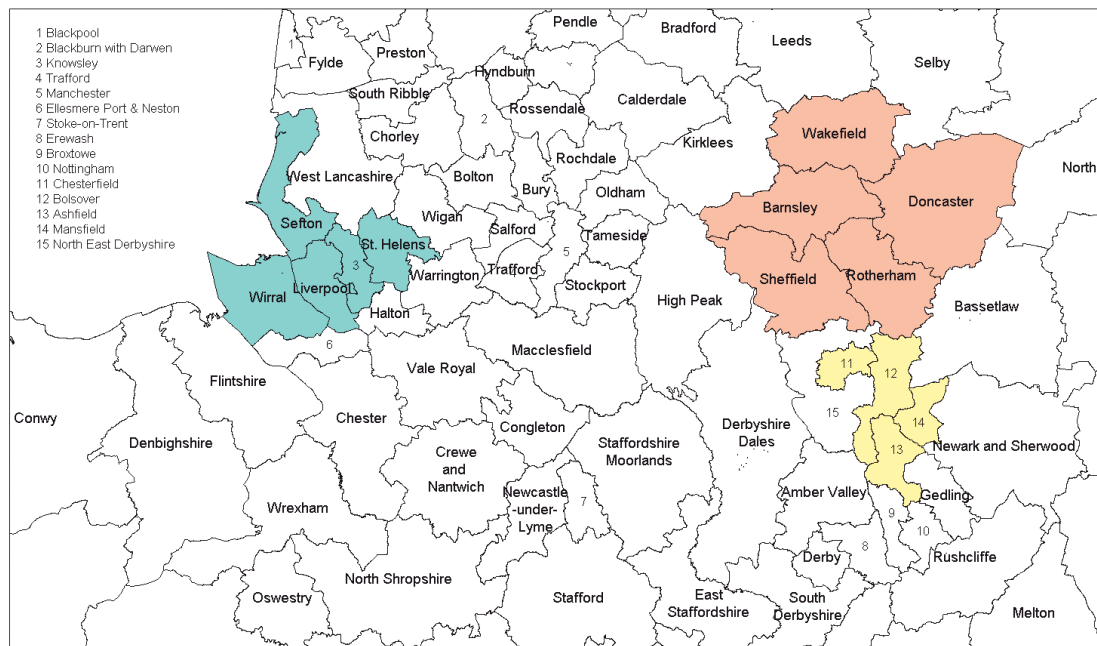 1 Blackpool
2 Blackburn with Darwen
3 Knowsley
4 Trafford
5 Manchester
6 Ellesmere Port & Neston
7 Stoke-on-Trent
8 Erewash
9 Broxtowe
10 Nottingham
11 Chesterfield
12 Bolsover
13 Ashfield
14 Mansfield
15 North East Derbyshire
1
Fylde
Preston
Pendle
Bradford
Leeds
Selby
Hyndburn
South Ribble
Rossendale
Calderdale
2
Chorley
Kirklees
Wakefield
West Lancashire
Bolton
Rochdale
Bury
Oldham
North
Wigan
Barnsley
Doncaster
Sefton
St. Helens
Salford
Tameside
5
3
Warrington
Trafford
Stockport
Sheffield
Rotherham
Wirral
Liverpool
High Peak
Bassetlaw
Halton
6
Macclesfield
Vale Royal
11
12
Flintshire
Conwy
Chester
Congleton
15
14
Denbighshire
Derbyshire
Dales
Staffordshire
Moorlands
13
Newark and Sherwood
Crewe
and
Nantwich
Newcastle
-under-
Lyme
7
Amber Valley
Gedling
Wrexham
9
10
8
Derby
Rushcliffe
North Shropshire
Oswestry
Stafford
East
Staffordshire
South
Derbyshire
Melton